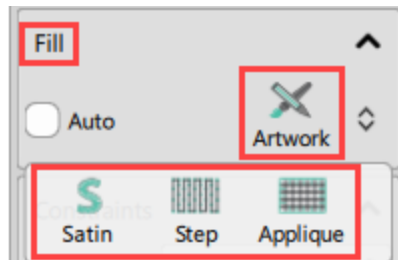 Fill
Auto
Artwork
Constraints
Satin Step Applique